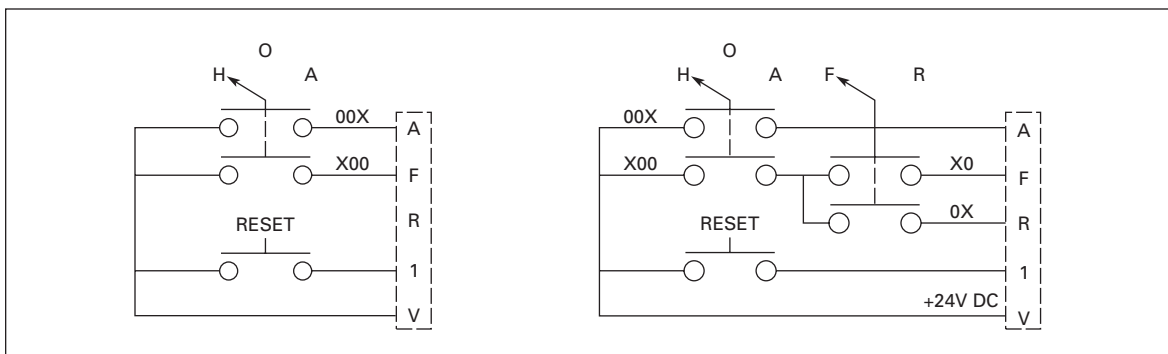 O
H A
00X A
X00 F
R
RESET
1
V
O
H A F R
00X A
X00 X0 F
0X R
RESET
1
+24V DC V